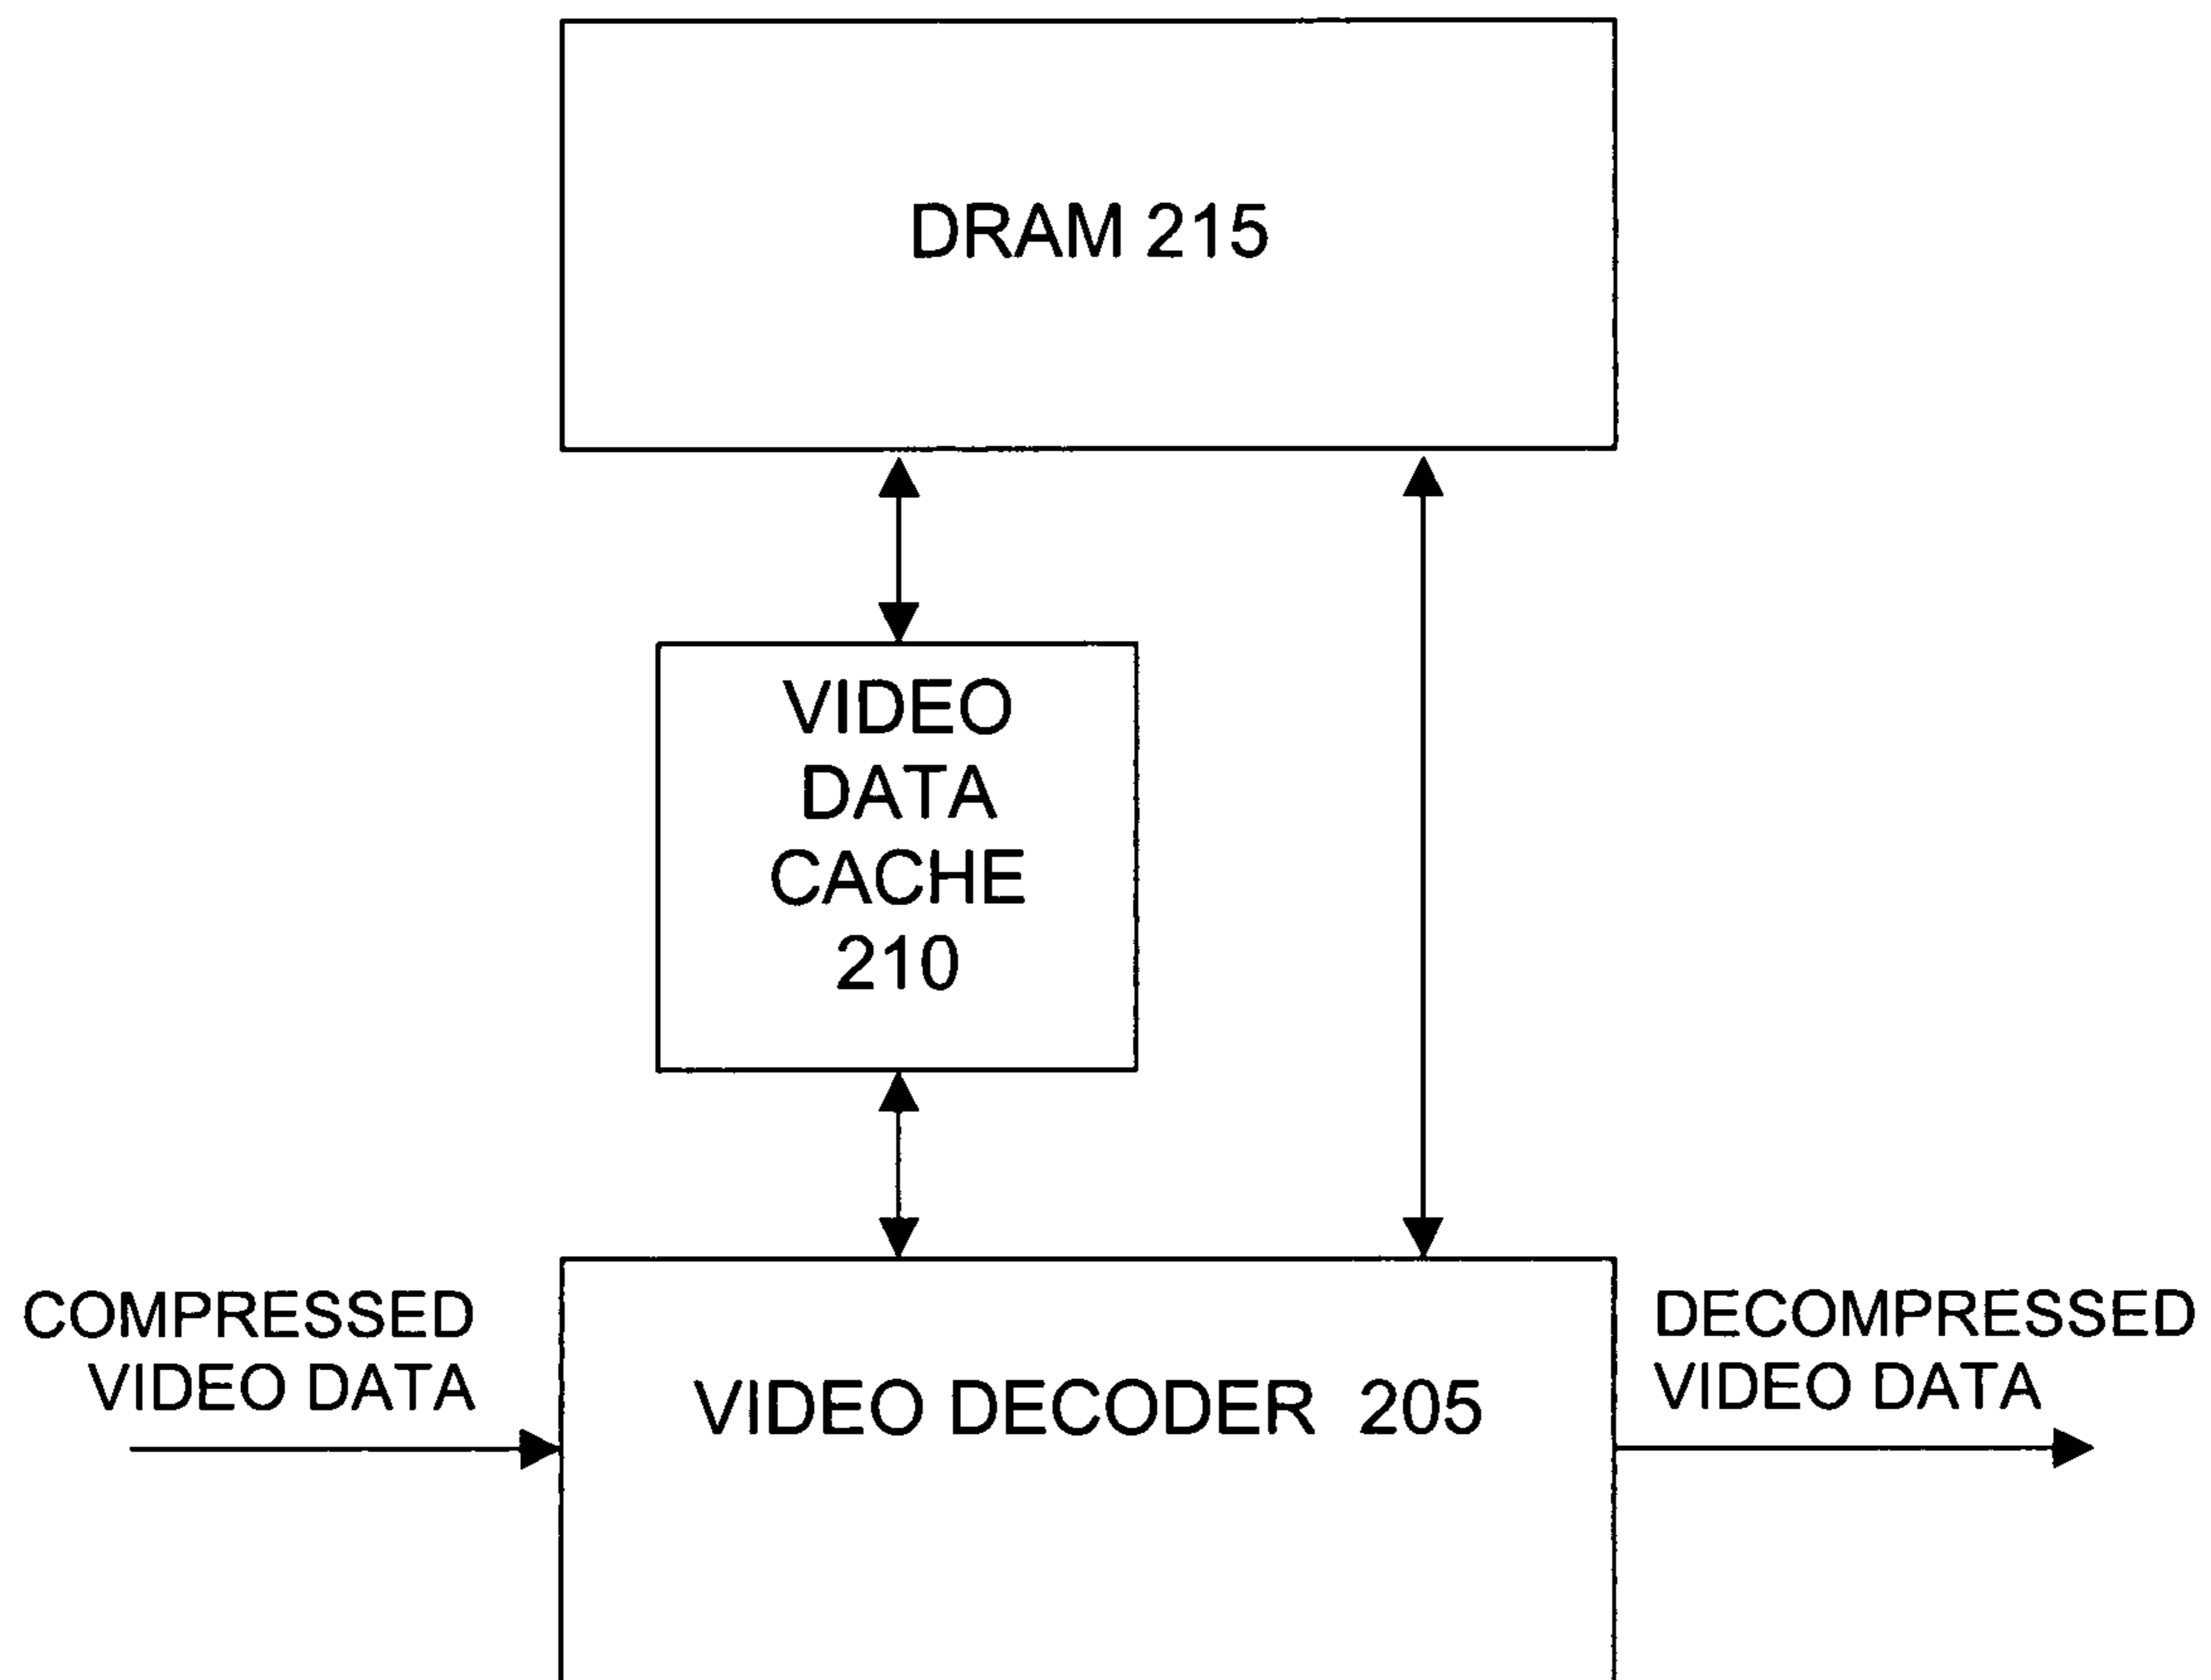 DRAM 215
VIDEO
DATA
CACHE
210
COMPRESSED
VIDEO DATA
VIDEO DECODER 205
DECOMPRESSED
VIDEO DATA